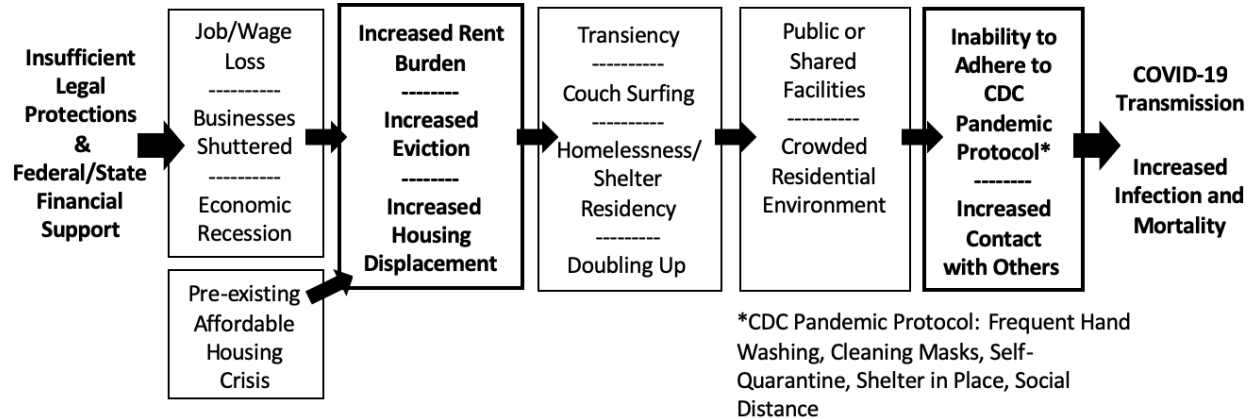 Insufficient
Legal
Protections
&
Federal/State
Financial
Support
Job/Wage
Loss
----------
Businesses
Shuttered
----------
Economic
Recession
Pre-existing
Affordable
Housing
Crisis
Increased Rent
Burden
--------
Increased
Eviction
--------
Increased
Housing
Displacement
Transiency
----------
Couch Surfing
----------
Homelessness/
Shelter
Residency
---------
Doubling Up
Public or
Shared
Facilities
----------
Crowded
Residential
Environment
Inability to
Adhere to
CDC
Pandemic
Protocol*
--------
Increased
Contact
with Others
COVID-19
Transmission
Increased
Infection and
Mortality
*CDC Pandemic Protocol: Frequent Hand
Washing, Cleaning Masks, Self-
Quarantine, Shelter in Place, Social
Distance